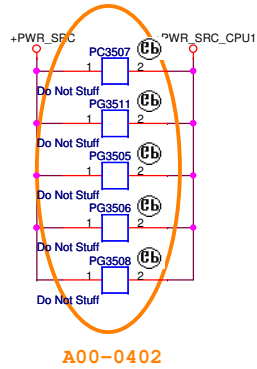 +PWR_SRC +PWR_SRC_CPU1
PC3507
1 2
Do Not Stuff
PG3511
1 2
Do Not Stuff
PG3505
1 2
Do Not Stuff
PG3506
1 2
Do Not Stuff
PG3508
1 2
Do Not Stuff
A00-0402